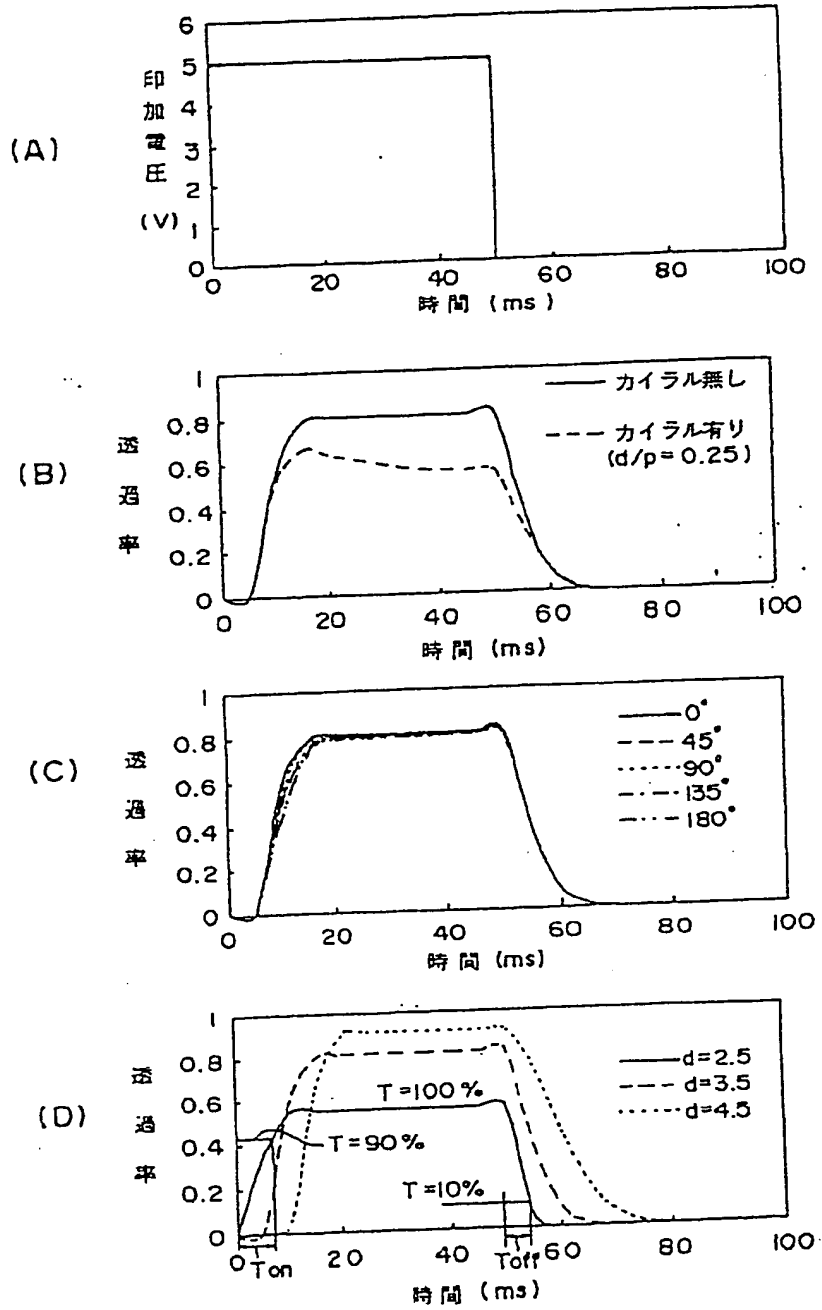 (A)
印加電圧
(V)
6
5
4
3
2
1
0
0 20 40 60 80 100
時間 (ms)
(B)
透過率
1
0.8
0.6
0.4
0.2
0
カイラル無し
カイラル有り
(d/p=0.25)
0 20 40 60 80 100
時間 (ms)
(C)
透過率
1
0.8
0.6
0.4
0.2
0
0°
45°
90°
135°
180°
0 20 40 60 80 100
時間 (ms)
(D)
透過率
1
0.8
0.6
0.4
0.2
0
d=2.5
d=3.5
d=4.5
T=100%
T=90%
T=10%
0 20 40 60 80 100
Ton
Toff
時間 (ms)